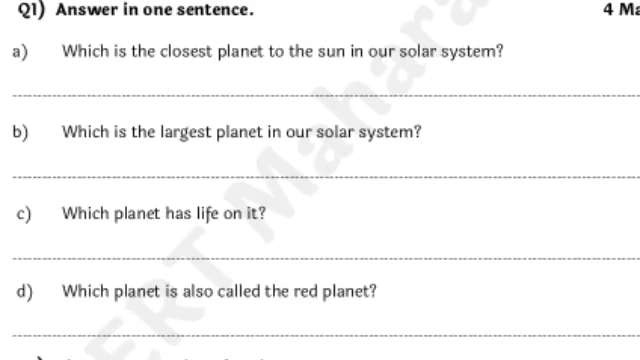 Q1) Answer in one sentence. 4
a) Which is the closest planet to the sun in our solar system?
b) Which is the largest planet in our solar system?
c) Which planet has life on it?
d) Which planet is also called the red planet?